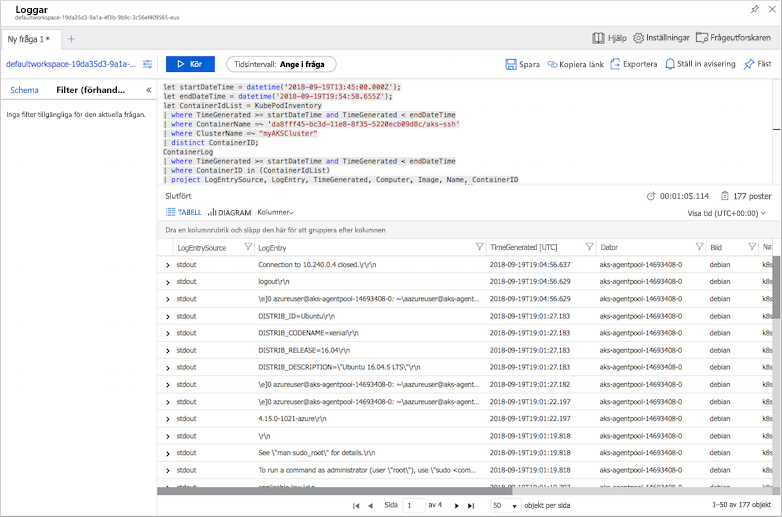 Loggar
defaultworkspace-19da35d3-9a1a-4f3b-9b9c-3c56ef409565-eus
Ny fråga 1* +
Hjälp Inställningar Frågeutforskaren
defaultworkspace-19da35d3-9a1a-... Kör Tidsintervall: Ange i fråga Spara Kopiera länk Exportera Ställ in avisering Fäst
Schema Filter (förhand... «
Inga filter tillgängliga för den aktuella frågan.
let startDateTime = datetime('2018-09-19T13:45:00.000Z');
let endDateTime = datetime('2018-09-19T19:54:58.655Z');
let ContainerIdList = KubePodInventory
| where TimeGenerated >= startDateTime and TimeGenerated < endDateTime
| where ContainerName =~ 'da8fff45-bc3d-11e8-8f35-5220ecb09d8c/aks-ssh'
| where ClusterName =~ "myAKSCluster"
| distinct ContainerID;
ContainerLog
| where TimeGenerated >= startDateTime and TimeGenerated < endDateTime
| where ContainerID in (ContainerIdList)
| project LogEntrySource, LogEntry, TimeGenerated, Computer, Image, Name, ContainerID
Slutfört 00:01:05.114 177 poster
TABELL DIAGRAM Kolumner Visa tid (UTC+00:00)
Dra en kolumnrubrik och släpp den här för att gruppera efter kolumnen
LogEntrySource LogEntry TimeGenerated [UTC] Dator Bild Na
stdout Connection to 10.240.0.4 closed.\r\r\n 2018-09-19T19:04:56.637 aks-agentpool-14693408-0 debian k8s
stdout logout\r\n 2018-09-19T19:04:56.629 aks-agentpool-14693408-0 debian k8s
stdout \e]0 azureuser@aks-agentpool-14693408-0: ~\aazureuser@aks-agent... 2018-09-19T19:04:56.629 aks-agentpool-14693408-0 debian k8s
stdout DISTRIB_ID=Ubuntu\r\n 2018-09-19T19:01:27.183 aks-agentpool-14693408-0 debian k8s
stdout DISTRIB_CODENAME=xenial\r\n 2018-09-19T19:01:27.183 aks-agentpool-14693408-0 debian k8s
stdout DISTRIB_RELEASE=16.04\r\n 2018-09-19T19:01:27.183 aks-agentpool-14693408-0 debian k8s
stdout DISTRIB_DESCRIPTION=\"Ubuntu 16.04.5 LTS\"\r\n 2018-09-19T19:01:27.183 aks-agentpool-14693408-0 debian k8s
stdout \e]0 azureuser@aks-agentpool-14693408-0: ~\aazureuser@aks-agent... 2018-09-19T19:01:27.182 aks-agentpool-14693408-0 debian k8s
stdout \e]0 azureuser@aks-agentpool-14693408-0: ~\aazureuser@aks-agent... 2018-09-19T19:01:22.197 aks-agentpool-14693408-0 debian k8s
stdout 4.15.0-1021-azure\r\n 2018-09-19T19:01:22.197 aks-agentpool-14693408-0 debian k8s
stdout \r\n 2018-09-19T19:01:19.818 aks-agentpool-14693408-0 debian k8s
stdout See \"man sudo_root\" for details.\r\n 2018-09-19T19:01:19.818 aks-agentpool-14693408-0 debian k8s
stdout To run a command as administrator (user \"root\"), use \"sudo <com... 2018-09-19T19:01:19.818 aks-agentpool-14693408-0 debian k8s
Sida 1 av 4 50 objekt per sida 1–50 av 177 objekt